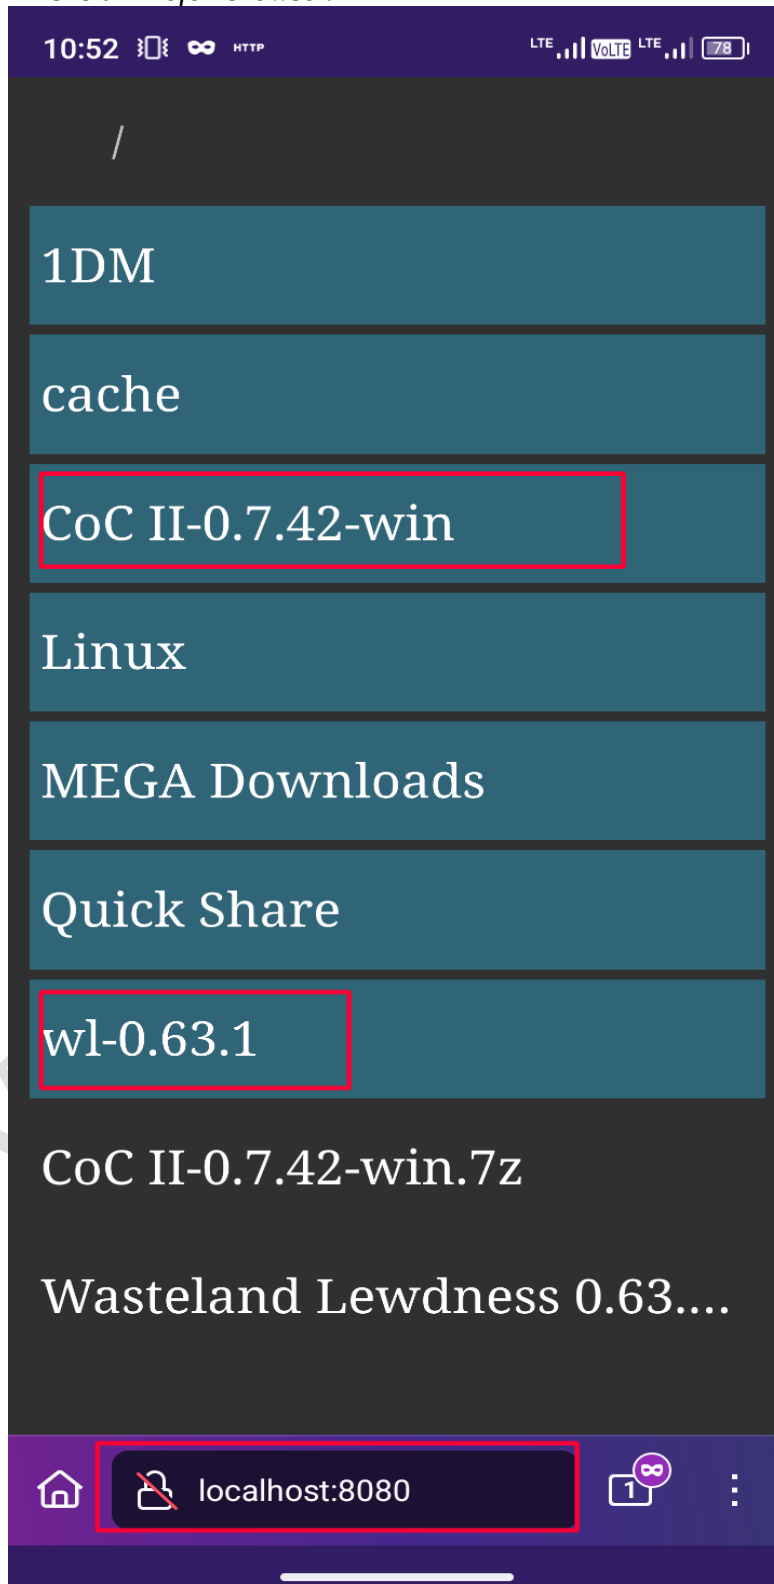 10:52 HTTP LTE VoLTE LTE 78
/
1DM
cache
CoC II-0.7.42-win
Linux
MEGA Downloads
Quick Share
wl-0.63.1
CoC II-0.7.42-win.7z
Wasteland Lewdness 0.63....
localhost:8080 1